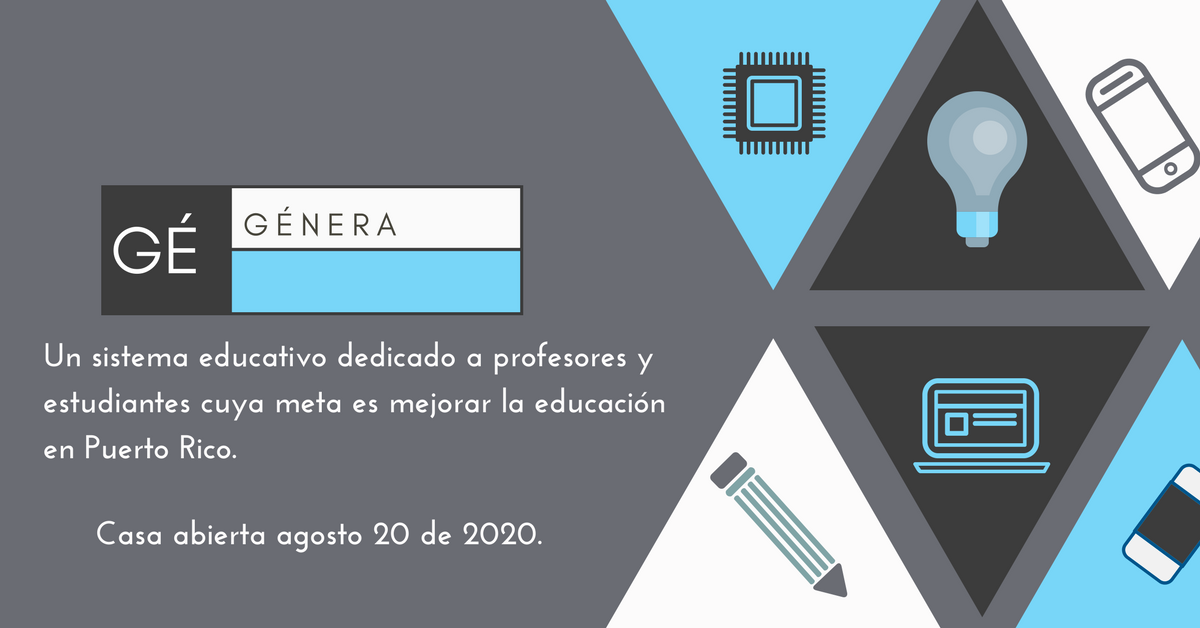 GÉ
GÉNERA
Un sistema educativo dedicado a profesores y
estudiantes cuya meta es mejorar la educación
en Puerto Rico.
Casa abierta agosto 20 de 2020.